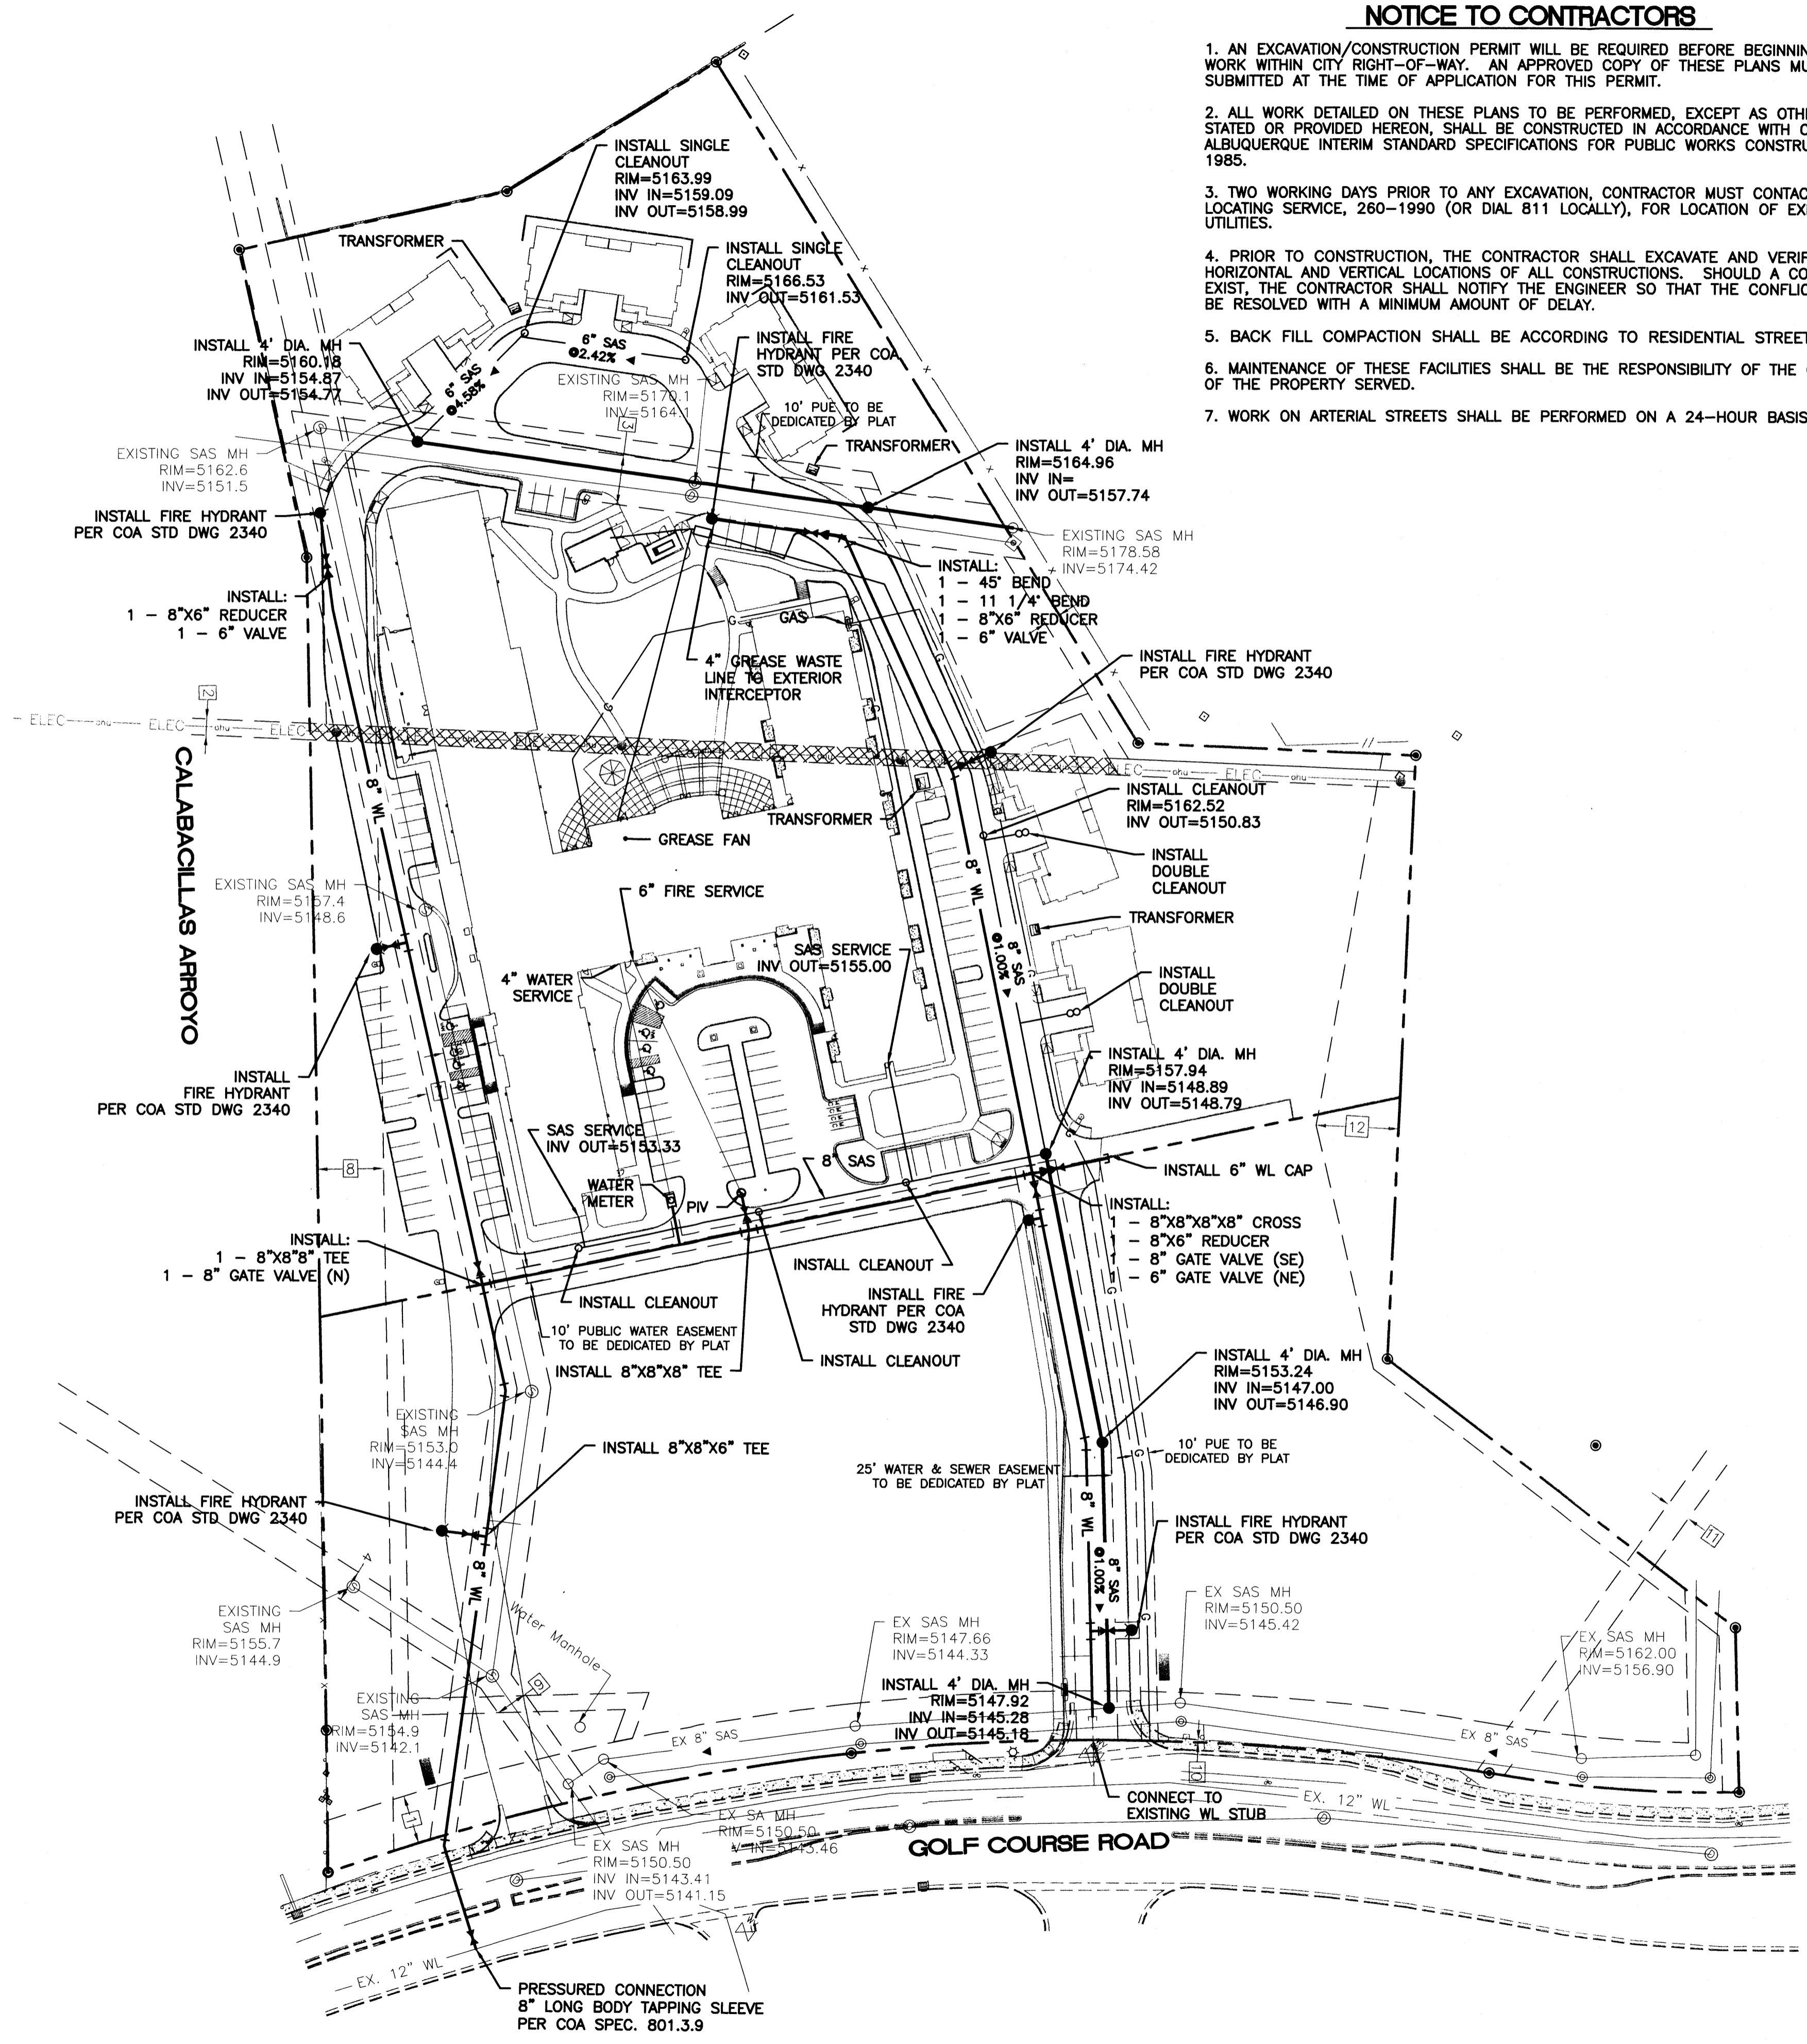 NOTICE TO CONTRACTORS
1. AN EXCAVATION/CONSTRUCTION PERMIT WILL BE REQUIRED BEFORE BEGINNIN
WORK WITHIN CITY RIGHT-OF-WAY. AN APPROVED COPY OF THESE PLANS MU
SUBMITTED AT THE TIME OF APPLICATION FOR THIS PERMIT.
2. ALL WORK DETAILED ON THESE PLANS TO BE PERFORMED, EXCEPT AS OTH
STATED OR PROVIDED HEREON, SHALL BE CONSTRUCTED IN ACCORDANCE WITH C
ALBUQUERQUE INTERIM STANDARD SPECIFICATIONS FOR PUBLIC WORKS CONSTRU
1985.
3. TWO WORKING DAYS PRIOR TO ANY EXCAVATION, CONTRACTOR MUST CONTAC
LOCATING SERVICE, 260-1990 (OR DIAL 811 LOCALLY), FOR LOCATION OF EX
UTILITIES.
4. PRIOR TO CONSTRUCTION, THE CONTRACTOR SHALL EXCAVATE AND VERIF
HORIZONTAL AND VERTICAL LOCATIONS OF ALL CONSTRUCTIONS. SHOULD A CO
EXIST, THE CONTRACTOR SHALL NOTIFY THE ENGINEER SO THAT THE CONFLIC
BE RESOLVED WITH A MINIMUM AMOUNT OF DELAY.
5. BACK FILL COMPACTION SHALL BE ACCORDING TO RESIDENTIAL STREET
6. MAINTENANCE OF THESE FACILITIES SHALL BE THE RESPONSIBILITY OF THE
OF THE PROPERTY SERVED.
7. WORK ON ARTERIAL STREETS SHALL BE PERFORMED ON A 24-HOUR BASIS
INSTALL SINGLE
CLEANOUT
RIM=5163.99
INV IN=5159.09
INV OUT=5158.99
TRANSFORMER
INSTALL SINGLE
CLEANOUT
RIM=5166.53
INV OUT=5161.53
INSTALL 4' DIA. MH
RIM=5160.18
INV IN=5154.87
INV OUT=5154.77
6" SAS
@2.42%
6" SAS
@4.58%
INSTALL FIRE
HYDRANT PER COA
STD DWG 2340
EXISTING SAS MH
RIM=5170.1
INV=5164.1
3
10' PUE TO BE
DEDICATED BY PLAT
TRANSFORMER
INSTALL 4' DIA. MH
RIM=5164.96
INV IN=
INV OUT=5157.74
EXISTING SAS MH
RIM=5162.6
INV=5151.5
INSTALL FIRE HYDRANT
PER COA STD DWG 2340
EXISTING SAS MH
RIM=5178.58
INV=5174.42
INSTALL:
1 - 45° BEND
1 - 11 1/4° BEND
1 - 8"X6" REDUCER
1 - 6" VALVE
INSTALL:
1 - 8"X6" REDUCER
1 - 6" VALVE
GAS
4" GREASE WASTE
LINE TO EXTERIOR
INTERCEPTOR
INSTALL FIRE HYDRANT
PER COA STD DWG 2340
2
ELEC ohu ELEC ohu ELEC
ELEC ohu ELEC ohu
CALABACILLAS ARROYO
8" WL
TRANSFORMER
GREASE FAN
INSTALL CLEANOUT
RIM=5162.52
INV OUT=5150.83
INSTALL
DOUBLE
CLEANOUT
8" WL
EXISTING SAS MH
RIM=5157.4
INV=5148.6
6" FIRE SERVICE
TRANSFORMER
SAS SERVICE
INV OUT=5155.00
8" SAS
@1.00%
4" WATER
SERVICE
INSTALL
DOUBLE
CLEANOUT
INSTALL
FIRE HYDRANT
PER COA STD DWG 2340
INSTALL 4' DIA. MH
RIM=5157.94
INV IN=5148.89
INV OUT=5148.79
12
8
SAS SERVICE
INV OUT=5153.33
8" SAS
WATER
METER
PIV
INSTALL 6" WL CAP
INSTALL:
1 - 8"X8"X8"X8" CROSS
1 - 8"X6" REDUCER
1 - 8" GATE VALVE (SE)
1 - 6" GATE VALVE (NE)
INSTALL:
1 - 8"X8"8" TEE
1 - 8" GATE VALVE (N)
INSTALL CLEANOUT
INSTALL CLEANOUT
INSTALL FIRE
HYDRANT PER COA
STD DWG 2340
10' PUBLIC WATER EASEMENT
TO BE DEDICATED BY PLAT
INSTALL 8"X8"X8" TEE
INSTALL CLEANOUT
INSTALL 4' DIA. MH
RIM=5153.24
INV IN=5147.00
INV OUT=5146.90
EXISTING
SAS MH
RIM=5153.0
INV=5144.4
INSTALL 8"X8"X6" TEE
10' PUE TO BE
DEDICATED BY PLAT
25' WATER & SEWER EASEMENT
TO BE DEDICATED BY PLAT
INSTALL FIRE HYDRANT
PER COA STD DWG 2340
8" WL
8" SAS
@1.00%
INSTALL FIRE HYDRANT
PER COA STD DWG 2340
11
4
8" WL
EXISTING
SAS MH
RIM=5155.7
INV=5144.9
Water Manhole
9
EX SAS MH
RIM=5147.66
INV=5144.33
EX SAS MH
RIM=5150.50
INV=5145.42
EX SAS MH
RIM=5162.00
INV=5156.90
EXISTING
SAS MH
RIM=5154.9
INV=5142.1
INSTALL 4' DIA. MH
RIM=5147.92
INV IN=5145.28
INV OUT=5145.18
EX 8" SAS
EX 8" SAS
10
1
CONNECT TO
EXISTING WL STUB
EX. 12" WL
EX SA MH
RIM=5150.50
V IN=5143.46
GOLF COURSE ROAD
EX SAS MH
RIM=5150.50
INV IN=5143.41
INV OUT=5141.15
EX. 12" WL
PRESSURED CONNECTION
8" LONG BODY TAPPING SLEEVE
PER COA SPEC. 801.3.9